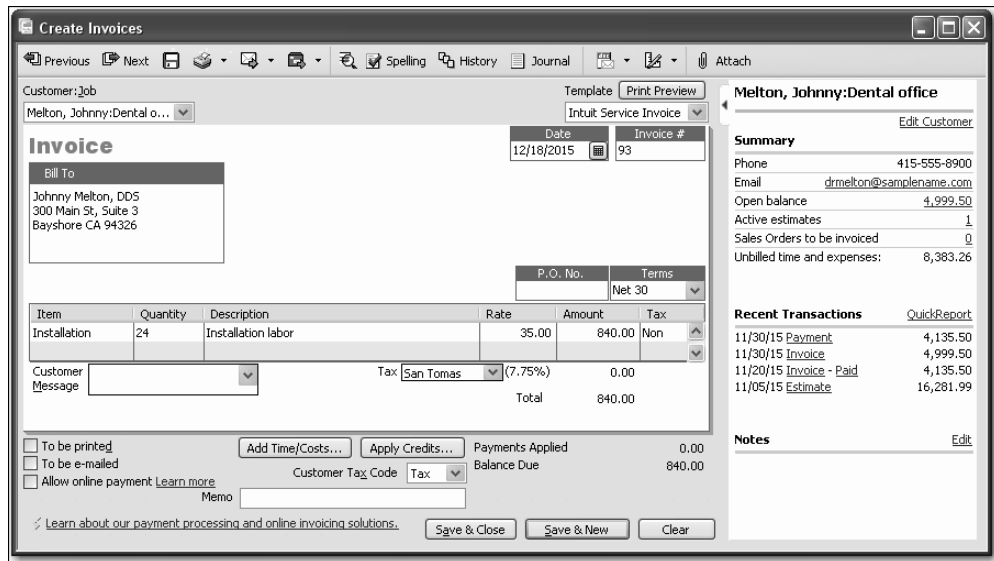 Create Invoices
Previous Next Spelling History Journal Attach
Customer:Job
Melton, Johnny:Dental o...
Template Print Preview
Intuit Service Invoice
Invoice
Date Invoice #
12/18/2015 93
Bill To
Johnny Melton, DDS
300 Main St, Suite 3
Bayshore CA 94326
P.O. No. Terms
Net 30
Item Quantity Description Rate Amount Tax
Installation 24 Installation labor 35.00 840.00 Non
Customer Message
Tax San Tomas (7.75%) 0.00
Total 840.00
To be printed
To be e-mailed
Allow online payment Learn more
Add Time/Costs... Apply Credits...
Payments Applied 0.00
Customer Tax Code Tax
Balance Due 840.00
Memo
Learn about our payment processing and online invoicing solutions.
Save & Close Save & New Clear
Melton, Johnny:Dental office
Edit Customer
Summary
Phone 415-555-8900
Email drmelton@samplename.com
Open balance 4,999.50
Active estimates 1
Sales Orders to be invoiced 0
Unbilled time and expenses: 8,383.26
Recent Transactions QuickReport
11/30/15 Payment 4,135.50
11/30/15 Invoice 4,999.50
11/20/15 Invoice - Paid 4,135.50
11/05/15 Estimate 16,281.99
Notes Edit